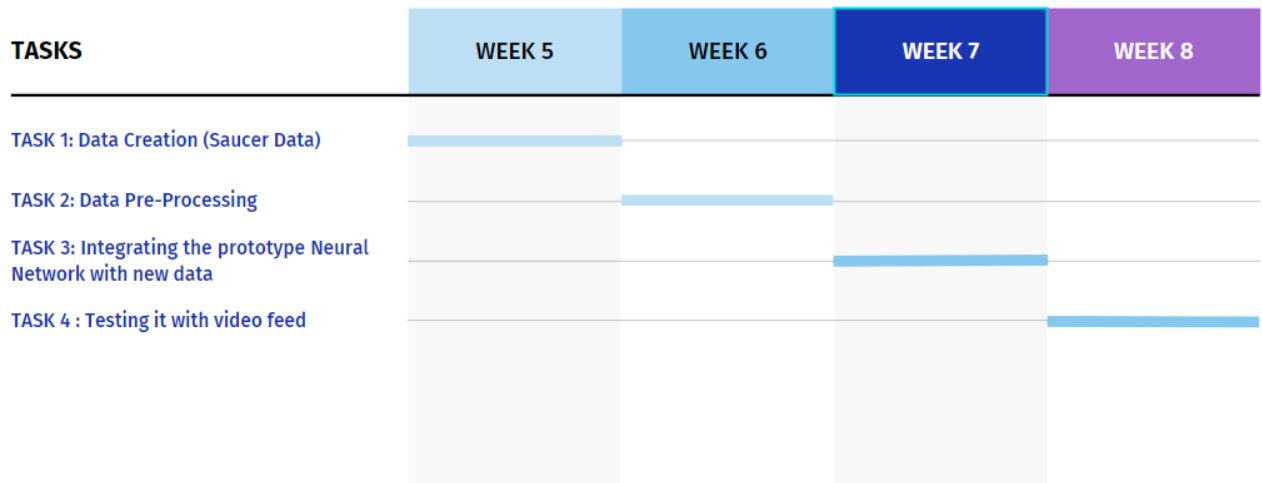 TASKS
WEEK 5
WEEK 6
WEEK 7
WEEK 8
TASK 1: Data Creation (Saucer Data)
TASK 2: Data Pre-Processing
TASK 3: Integrating the prototype Neural
Network with new data
TASK 4 : Testing it with video feed